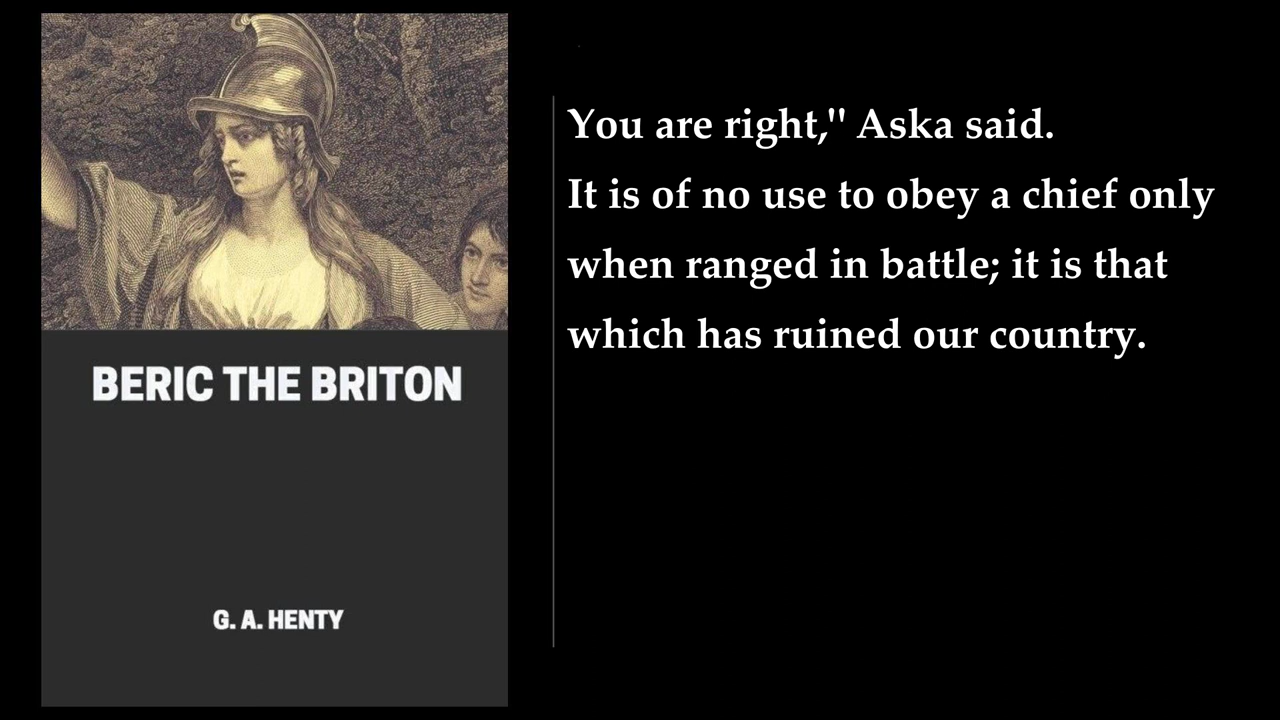 BERIC THE BRITON
G. A. HENTY
You are right," Aska said.
It is of no use to obey a chief only
when ranged in battle; it is that
which has ruined our country.